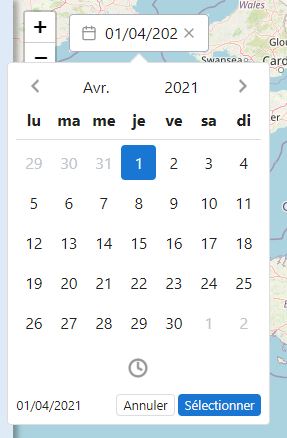 Wales
+
01/04/202 ×
−
Swansea
Avr. 2021
lu ma me je ve sa di
29 30 31 1 2 3 4
5 6 7 8 9 10 11
12 13 14 15 16 17 18
19 20 21 22 23 24 25
26 27 28 29 30 1 2
01/04/2021 Annuler Sélectionner